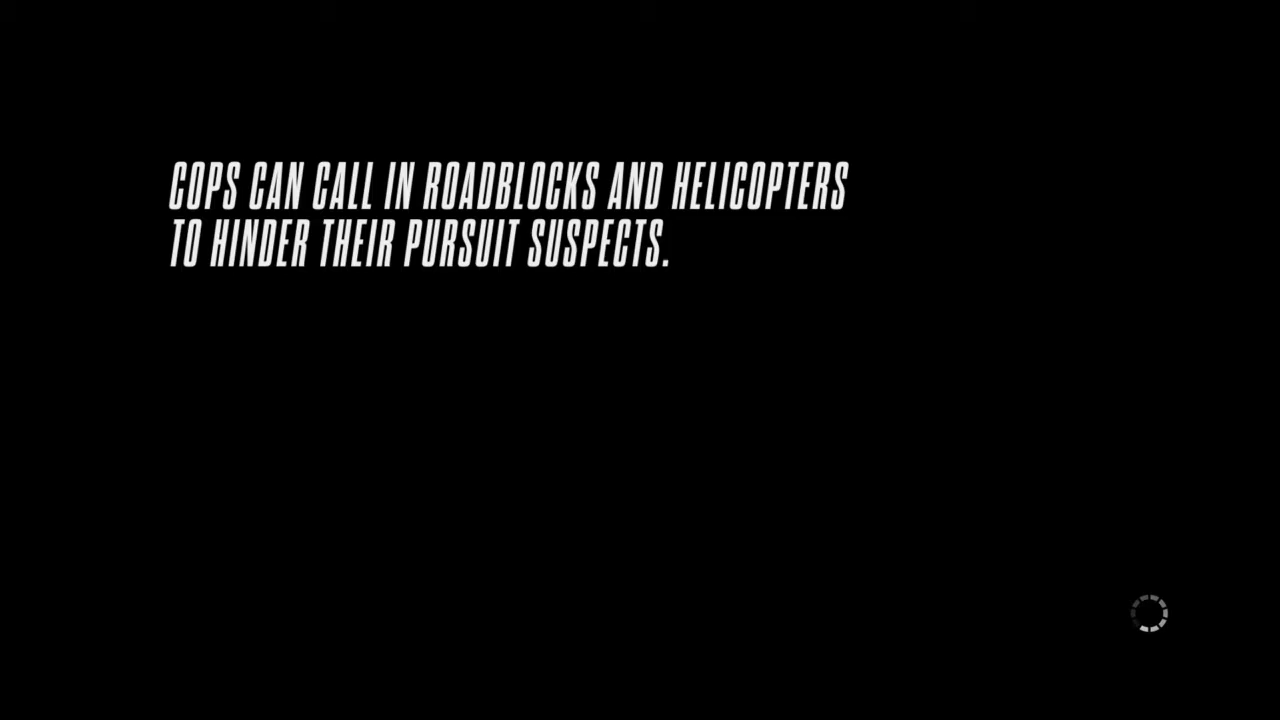 COPS CAN CALL IN ROADBLOCKS AND HELICOPTERS
TO HINDER THEIR PURSUIT SUSPECTS.